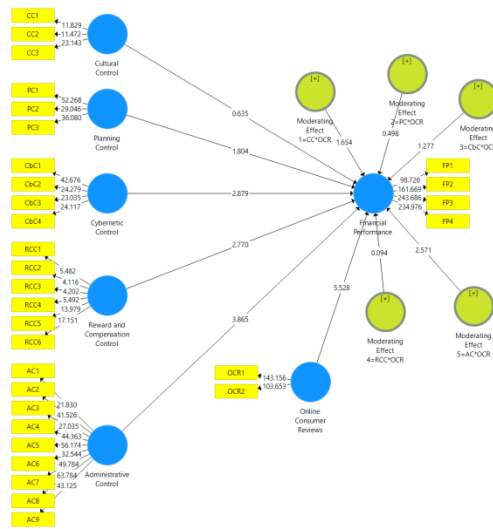 CC1
CC2
CC3
11.829
11.472
23.143
Cultural
Control
PC1
PC2
PC3
52.268
29.046
36.080
Planning
Control
CbC1
CbC2
CbC3
CbC4
42.676
24.279
23.035
24.117
Cybernetic
Control
RCC1
RCC2
RCC3
RCC4
RCC5
RCC6
5.482
4.116
4.202
5.492
13.979
17.151
Reward and
Compensation
Control
AC1
AC2
AC3
AC4
AC5
AC6
AC7
AC8
AC9
21.830
41.526
27.035
44.363
56.174
32.544
49.784
63.784
43.125
Administrative
Control
0.635
1.804
2.879
2.770
3.865
5.528
[+]
Moderating
Effect
1=CC*OCR
1.654
[+]
Moderating
Effect
2=PC*OCR
0.498
[+]
Moderating
Effect
3=CbC*OCR
1.277
Financial
Performance
98.726
161.669
243.686
234.976
FP1
FP2
FP3
FP4
0.094
2.571
[+]
Moderating
Effect
4=RCC*OCR
[+]
Moderating
Effect
5=AC*OCR
OCR1
OCR2
143.156
103.653
Online
Consumer
Reviews